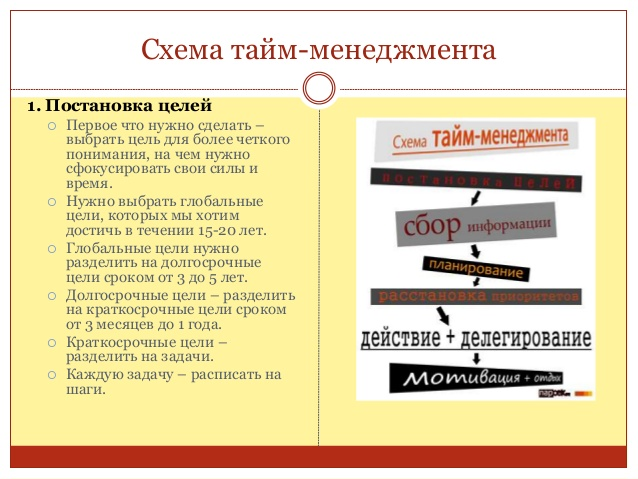 Схема тайм-менеджмента
1. Постановка целей
Первое что нужно сделать –
выбрать цель для более четкого
понимания, на чем нужно
сфокусировать свои силы и
время.
Нужно выбрать глобальные
цели, которых мы хотим
достичь в течении 15-20 лет.
Глобальные цели нужно
разделить на долгосрочные
цели сроком от 3 до 5 лет.
Долгосрочные цели – разделить
на краткосрочные цели сроком
от 3 месяцев до 1 года.
Краткосрочные цели –
разделить на задачи.
Каждую задачу – расписать на
шаги.
Схема тайм-менеджмента
постановка целей
сбор информации
планирование
расстановка приоритетов
действие + делегирование
мотивация + отдых